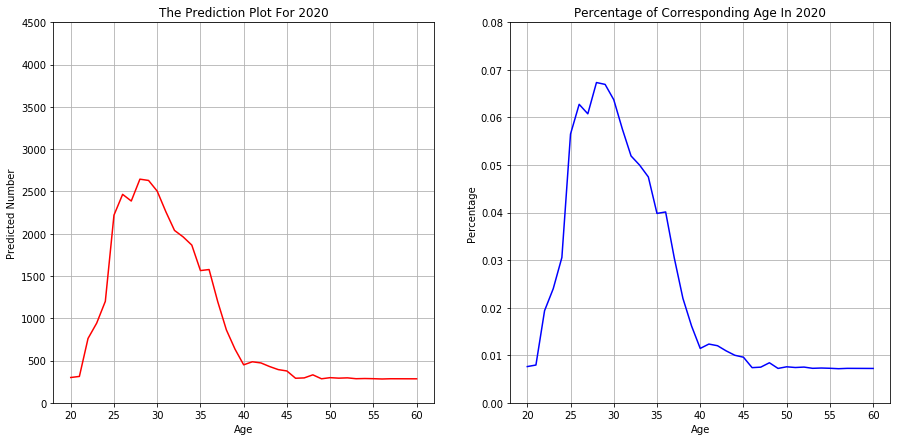 The Prediction Plot For 2020
4500
4000
3500
3000
2500
2000
1500
1000
500
0
Predicted Number
20 25 30 35 40 45 50 55 60
Age
Percentage of Corresponding Age In 2020
0.08
0.07
0.06
0.05
0.04
0.03
0.02
0.01
0.00
Percentage
20 25 30 35 40 45 50 55 60
Age